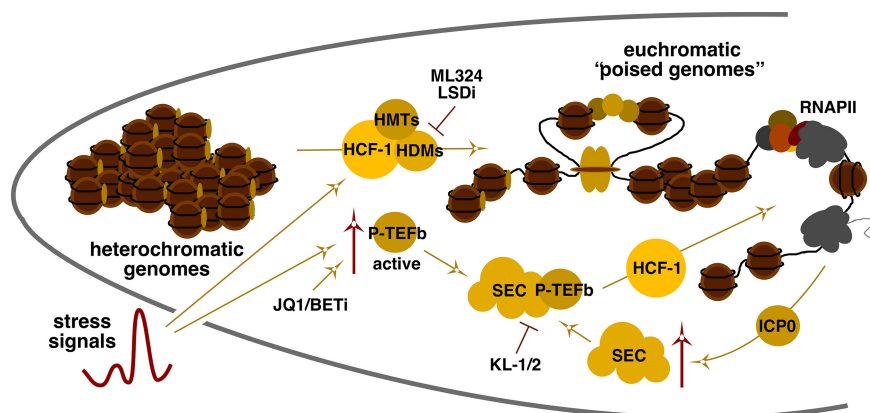 euchromatic
“poised genomes”
ML324
LSDi
RNAPII
HMTs
HCF-1
HDMs
heterochromatic
genomes
P-TEFb
active
HCF-1
SEC
P-TEFb
JQ1/BETi
stress
signals
ICP0
KL-1/2
SEC